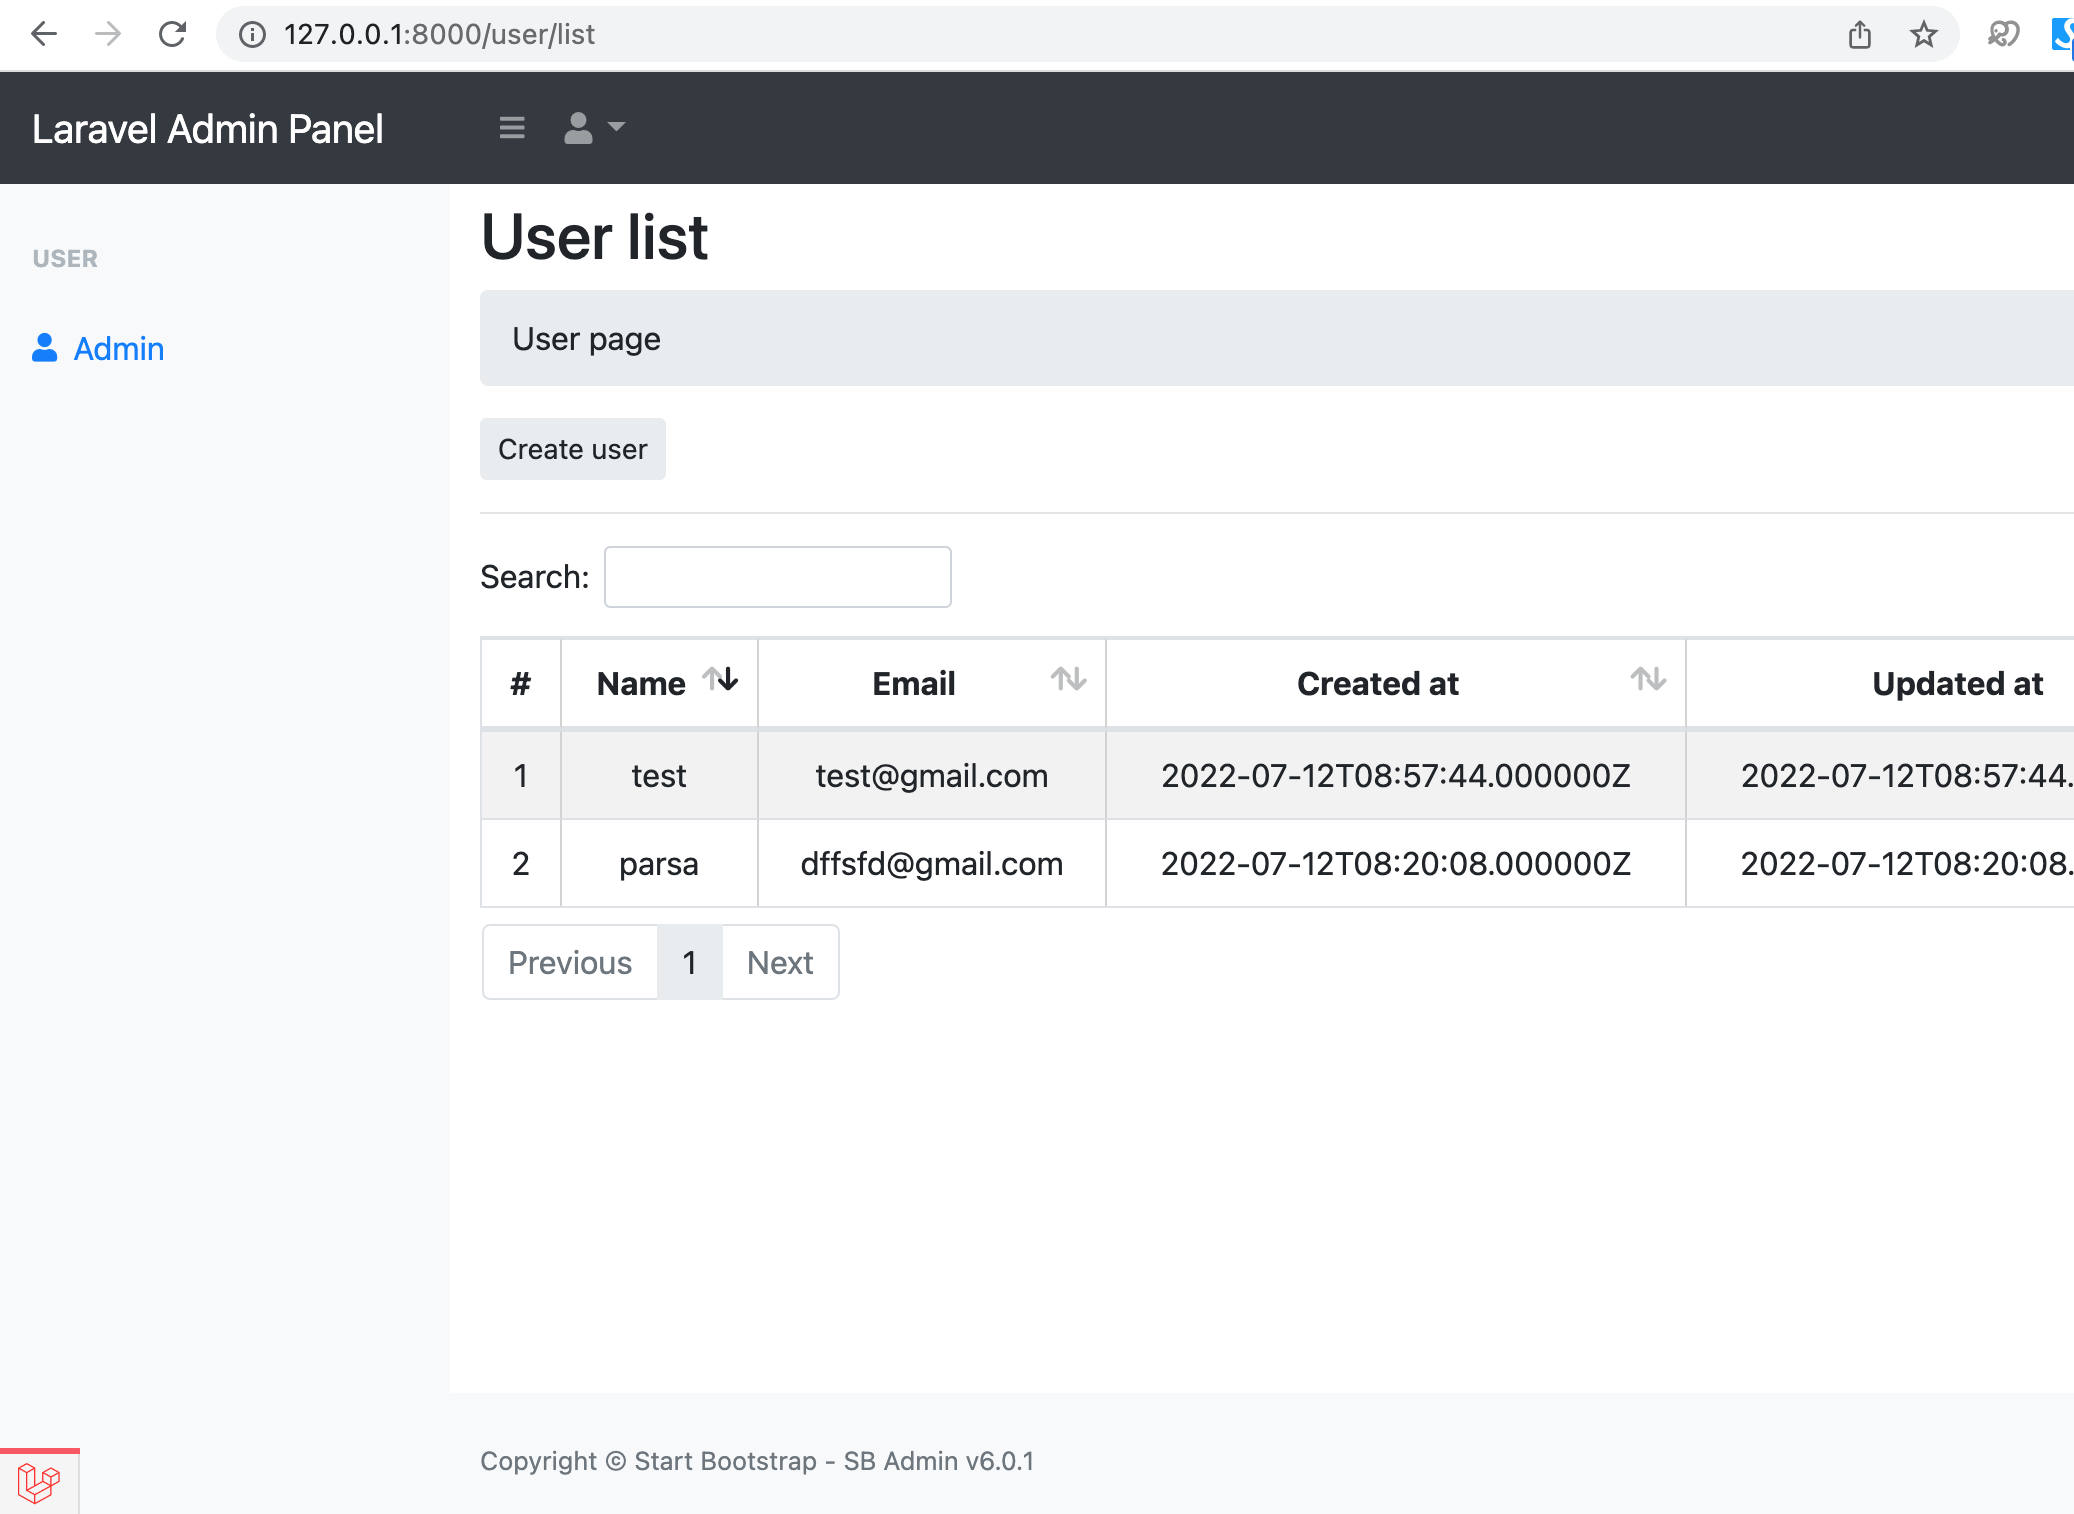 127.0.0.1:8000/user/list
Laravel Admin Panel
USER
Admin
User list
User page
Create user
Search:
# Name Email Created at Updated at
1 test test@gmail.com 2022-07-12T08:57:44.000000Z 2022-07-12T08:57:44.
2 parsa dffsfd@gmail.com 2022-07-12T08:20:08.000000Z 2022-07-12T08:20:08.
Previous 1 Next
Copyright © Start Bootstrap - SB Admin v6.0.1